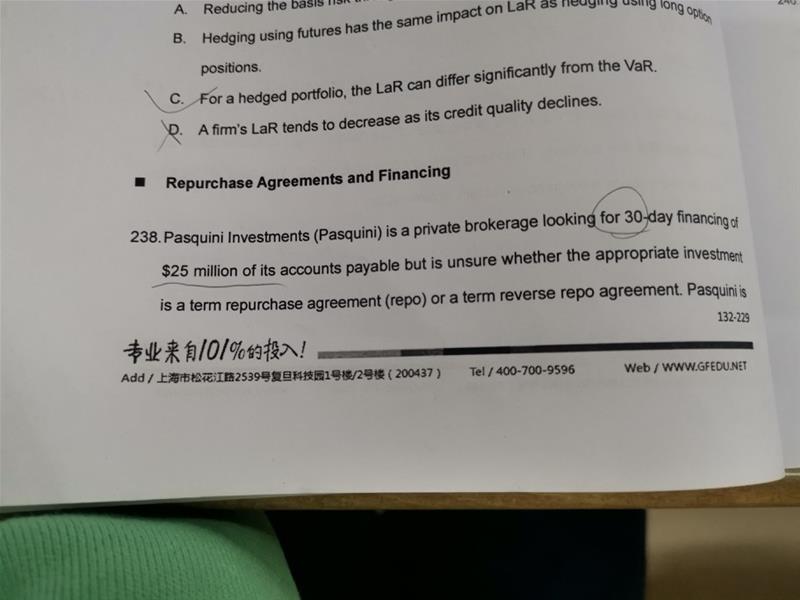 A. Reducing the basis risk
B. Hedging using futures has the same impact on LaR as hedging using long option
positions.
C. For a hedged portfolio, the LaR can differ significantly from the VaR.
D. A firm's LaR tends to decrease as its credit quality declines.
■ Repurchase Agreements and Financing
238. Pasquini Investments (Pasquini) is a private brokerage looking for 30-day financing of
$25 million of its accounts payable but is unsure whether the appropriate investment
is a term repurchase agreement (repo) or a term reverse repo agreement. Pasquini is
132-229
专业来自101%的投入!
Add / 上海市松花江路2539号复旦科技园1号楼/2号楼 ( 200437 ) Tel / 400-700-9596 Web / WWW.GFEDU.NET